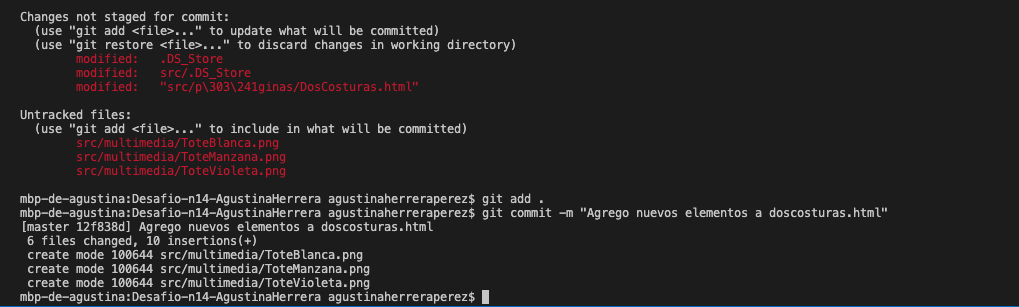 Changes not staged for commit:
  (use "git add <file>..." to update what will be committed)
  (use "git restore <file>..." to discard changes in working directory)
        modified:   .DS_Store
        modified:   src/.DS_Store
        modified:   "src/p\303\241ginas/DosCosturas.html"

Untracked files:
  (use "git add <file>..." to include in what will be committed)
        src/multimedia/ToteBlanca.png
        src/multimedia/ToteManzana.png
        src/multimedia/ToteVioleta.png

mbp-de-agustina:Desafio-n14-AgustinaHerrera agustinaherreraperez$ git add .
mbp-de-agustina:Desafio-n14-AgustinaHerrera agustinaherreraperez$ git commit -m "Agrego nuevos elementos a doscosturas.html"
[master 12f838d] Agrego nuevos elementos a doscosturas.html
 6 files changed, 10 insertions(+)
 create mode 100644 src/multimedia/ToteBlanca.png
 create mode 100644 src/multimedia/ToteManzana.png
 create mode 100644 src/multimedia/ToteVioleta.png
mbp-de-agustina:Desafio-n14-AgustinaHerrera agustinaherreraperez$